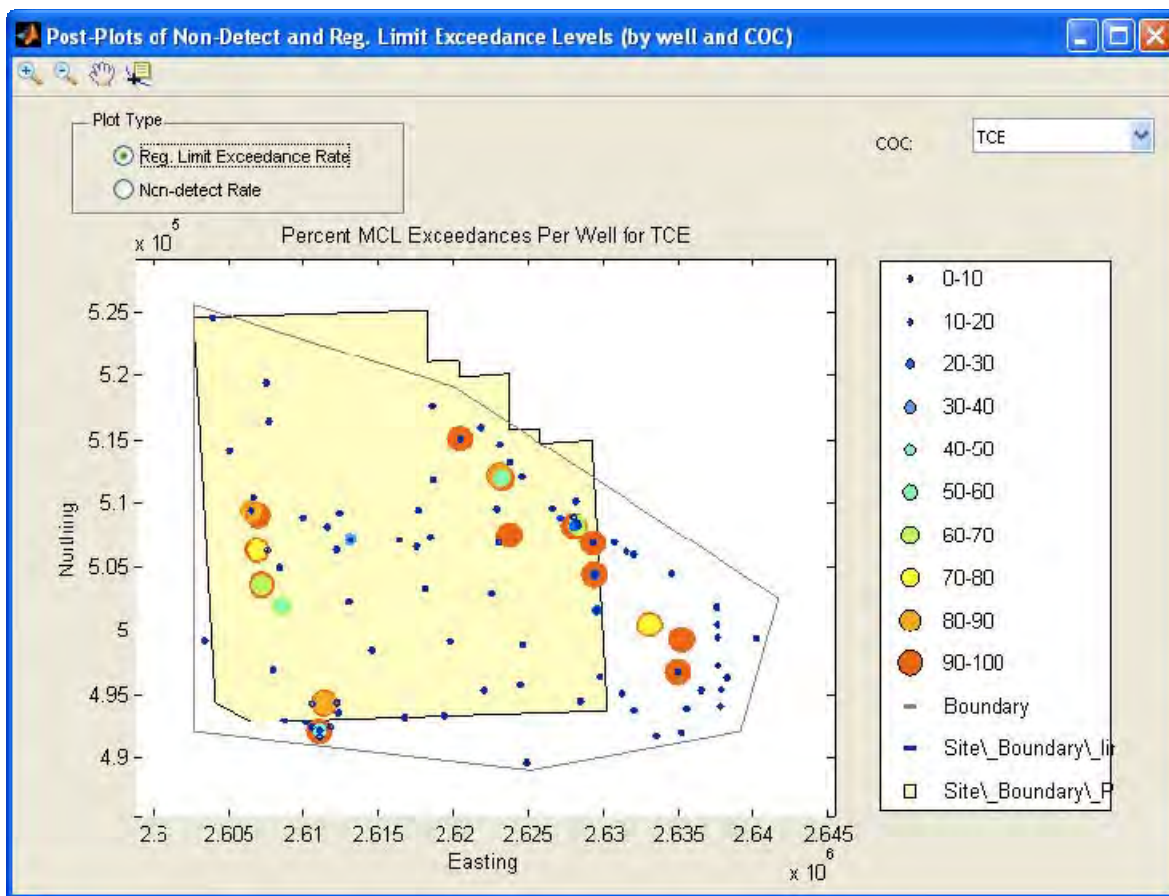 Post-Plots of Non-Detect and Reg. Limit Exceedance Levels (by well and COC)
Plot Type
Reg. Limit Exceedance Rate
Non-detect Rate
COC:
TCE
Percent MCL Exceedances Per Well for TCE
x 10^5
5.25
5.2
5.15
5.1
5.05
5
4.95
4.9
Northing
2.6
2.605
2.61
2.615
2.62
2.625
2.63
2.635
2.64
2.645
Easting
x 10^6
0-10
10-20
20-30
30-40
40-50
50-60
60-70
70-80
80-90
90-100
Boundary
Site\_Boundary\_lir
Site\_Boundary\_P